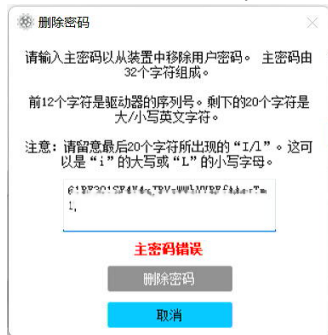 删除密码
请输入主密码以从装置中移除用户密码。 主密码由
32个字符组成。
前12个字符是驱动器的序列号。剩下的20个字符是
大/小写英文字符。
注意: 请留意最后20个字符所出现的“I/l”。这可
以是“i”的大写或“L”的小写字母。
主密码错误
删除密码
取消